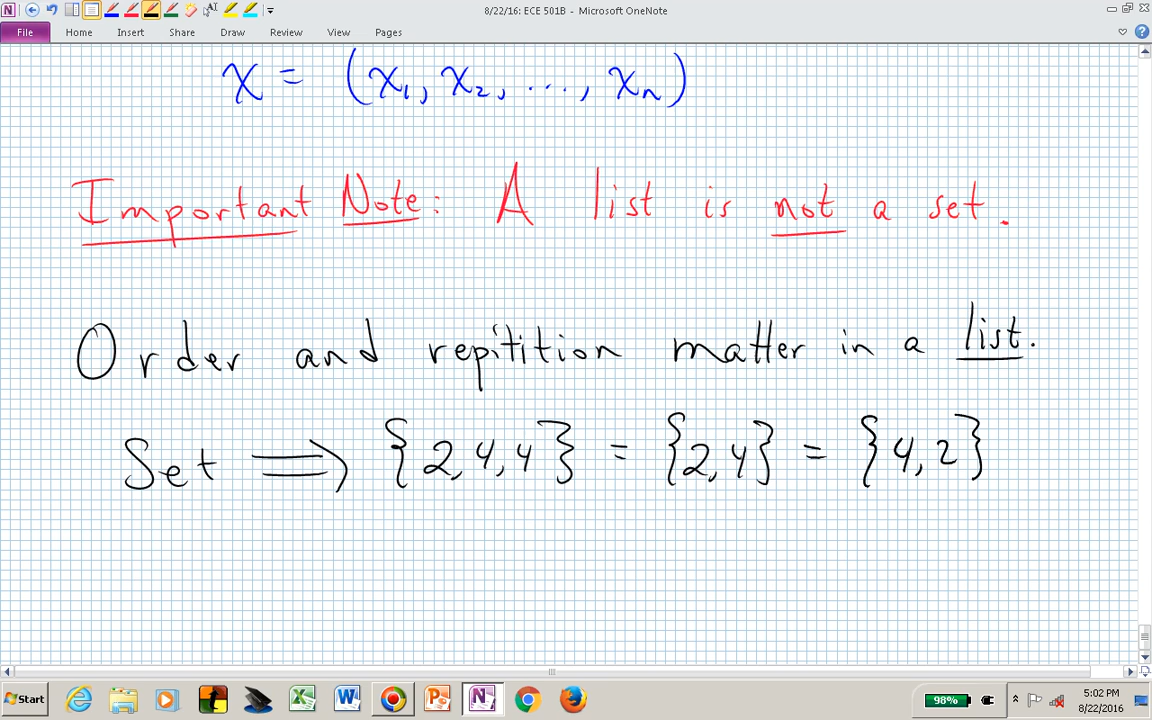 8/22/16: ECE 501B - Microsoft OneNote
File Home Insert Share Draw Review View Pages
x = (x₁, x₂, ..., xₙ)
Important Note: A list is not a set.
Order and repitition matter in a list.
Set ⟹ {2,4,4} = {2,4} = {4,2}
Start
98%
5:02 PM
8/22/2016